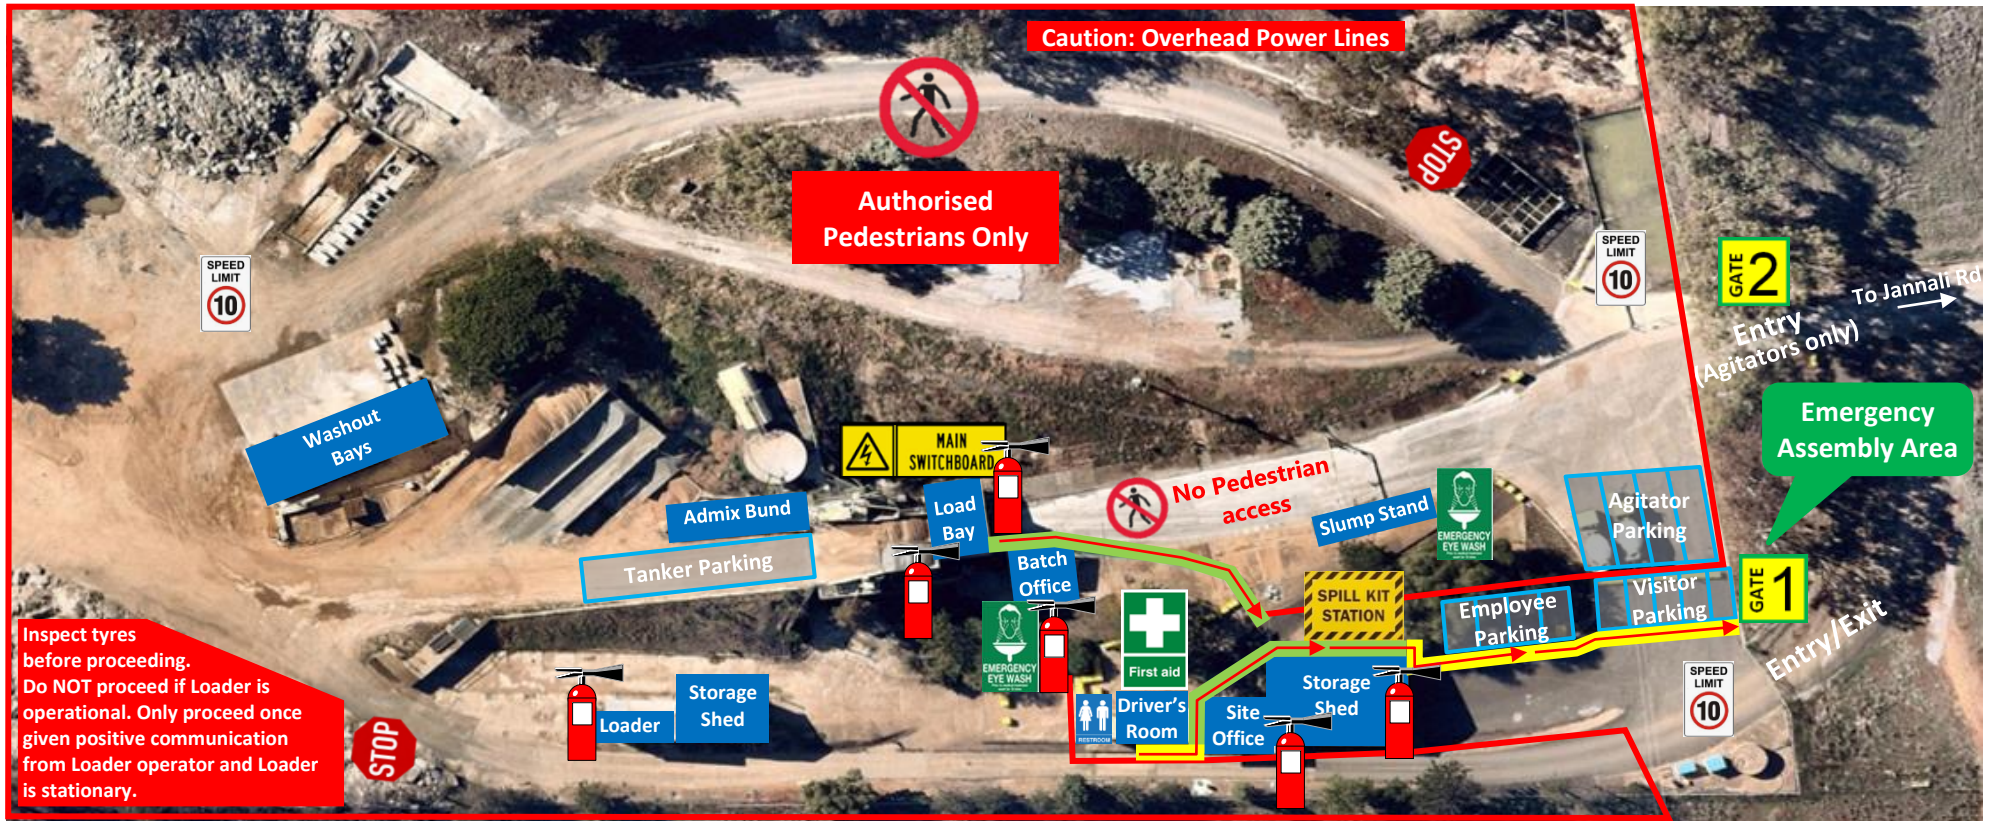 Caution: Overhead Power Lines
Authorised
Pedestrians Only
STOP
SPEED
LIMIT
10
SPEED
LIMIT
10
GATE
2
To Jannali Rd
Entry
(Agitators only)
Emergency
Assembly Area
Washout
Bays
MAIN
SWITCHBOARD
Load
Bay
No Pedestrian
access
Slump Stand
EMERGENCY
EYE WASH
Agitator
Parking
Admix Bund
Tanker Parking
Batch
Office
SPILL KIT
STATION
Employee
Parking
Visitor
Parking
GATE
1
Entry/Exit
EMERGENCY
EYE WASH
First aid
Inspect tyres
before proceeding.
Do NOT proceed if Loader is
operational. Only proceed once
given positive communication
from Loader operator and Loader
is stationary.
STOP
Loader
Storage
Shed
RESTROOM
Driver's
Room
Site
Office
Storage
Shed
SPEED
LIMIT
10